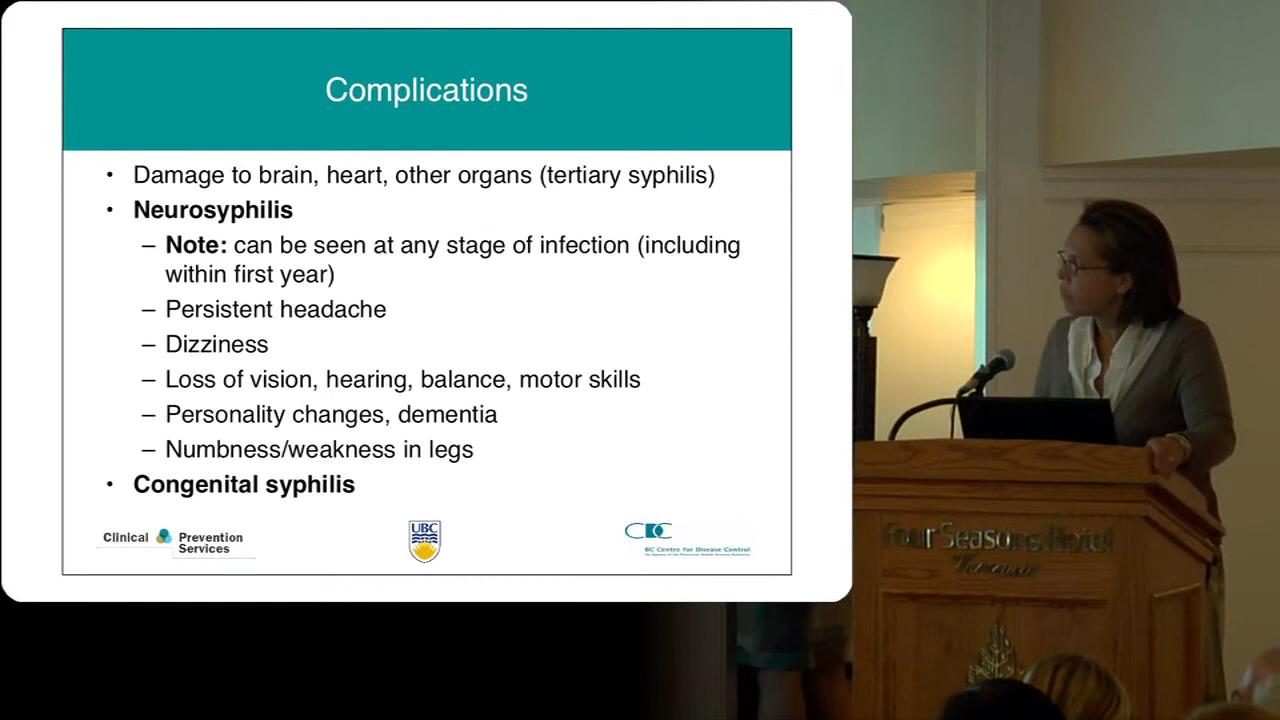 Complications
• Damage to brain, heart, other organs (tertiary syphilis)
• Neurosyphilis
– Note: can be seen at any stage of infection (including
within first year)
– Persistent headache
– Dizziness
– Loss of vision, hearing, balance, motor skills
– Personality changes, dementia
– Numbness/weakness in legs
• Congenital syphilis
Clinical Prevention
Services
UBC
CDC
BC Centre for Disease Control
Four Seasons Hotel
Vancouver